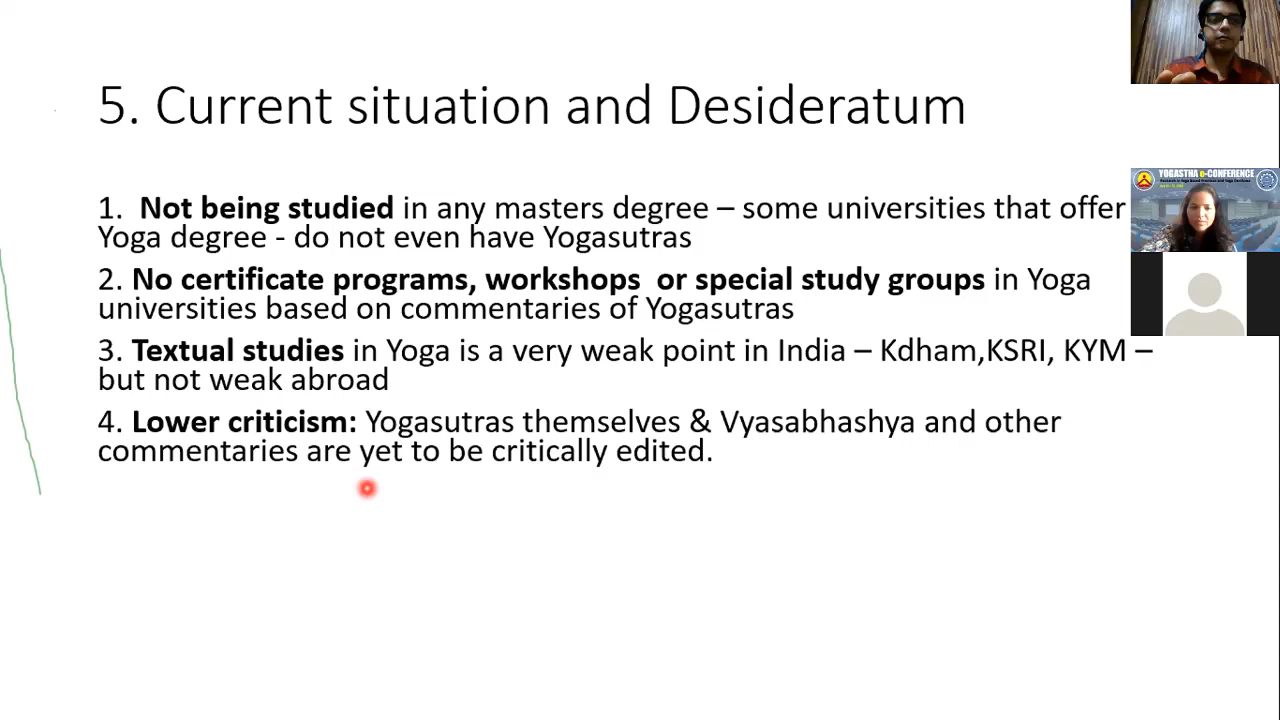 5. Current situation and Desideratum
1. Not being studied in any masters degree – some universities that offer
Yoga degree - do not even have Yogasutras
2. No certificate programs, workshops or special study groups in Yoga
universities based on commentaries of Yogasutras
3. Textual studies in Yoga is a very weak point in India – Kdham,KSRI, KYM –
but not weak abroad
4. Lower criticism: Yogasutras themselves & Vyasabhashya and other
commentaries are yet to be critically edited.
YOGASTHA e-CONFERENCE